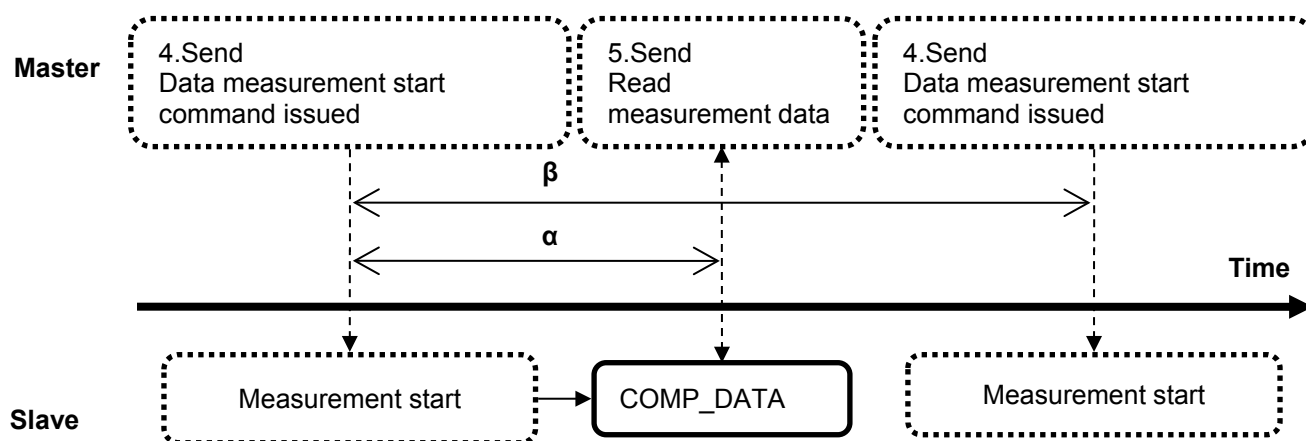 Master
4.Send
Data measurement start
command issued
5.Send
Read
measurement data
4.Send
Data measurement start
command issued
β
α
Time
Measurement start
COMP_DATA
Measurement start
Slave